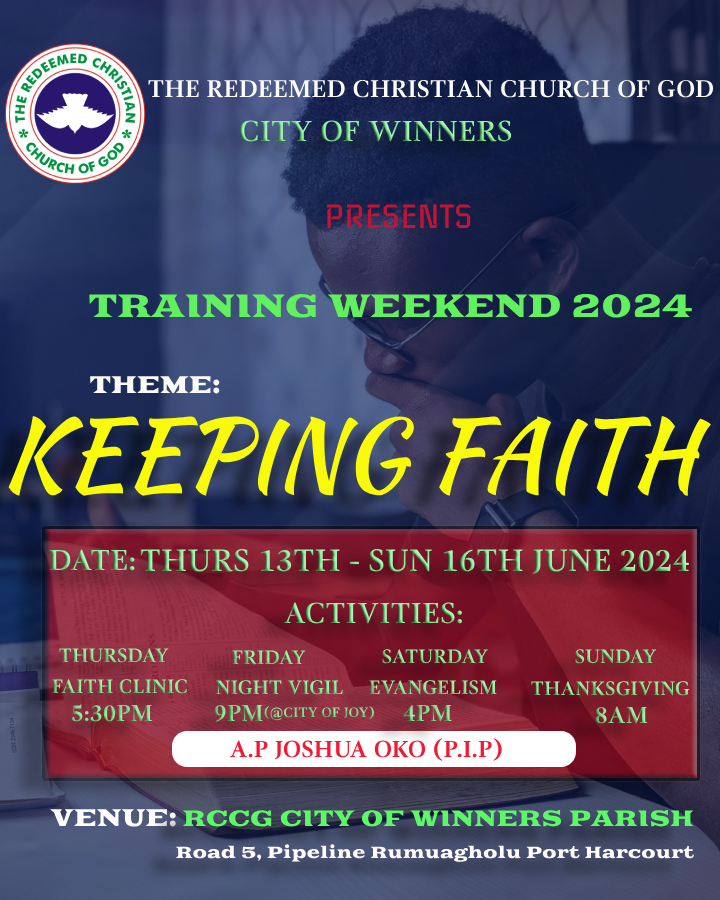 THE REDEEMED CHRISTIAN
CHURCH OF GOD
THE REDEEMED CHRISTIAN CHURCH OF GOD
CITY OF WINNERS
PRESENTS
TRAINING WEEKEND 2024
THEME:
KEEPING FAITH
DATE: THURS 13TH - SUN 16TH JUNE 2024
ACTIVITIES:
THURSDAY FRIDAY SATURDAY SUNDAY
FAITH CLINIC NIGHT VIGIL EVANGELISM THANKSGIVING
5:30PM 9PM(@CITY OF JOY) 4PM 8AM
A.P JOSHUA OKO (P.I.P)
VENUE: RCCG CITY OF WINNERS PARISH
Road 5, Pipeline Rumuagholu Port Harcourt